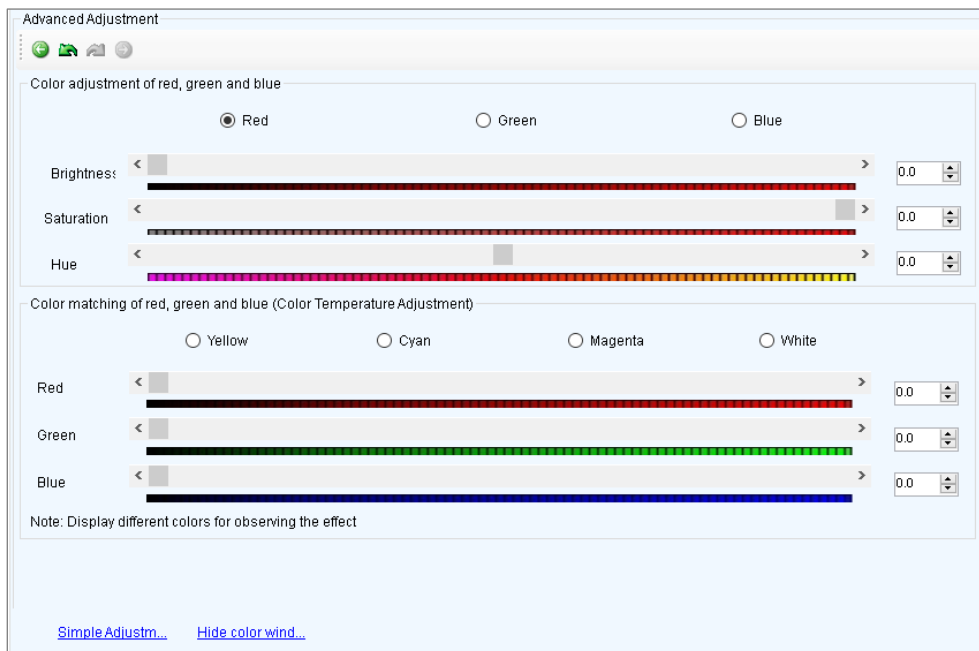 Advanced Adjustment
Color adjustment of red, green and blue
Red Green Blue
Brightness 0.0
Saturation 0.0
Hue 0.0
Color matching of red, green and blue (Color Temperature Adjustment)
Yellow Cyan Magenta White
Red 0.0
Green 0.0
Blue 0.0
Note: Display different colors for observing the effect
Simple Adjustm... Hide color wind...